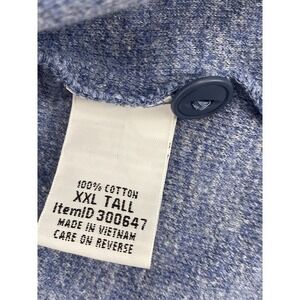 100% COTTON
XXL TALL
ItemID 300647
MADE IN VIETNAM
CARE ON REVERSE